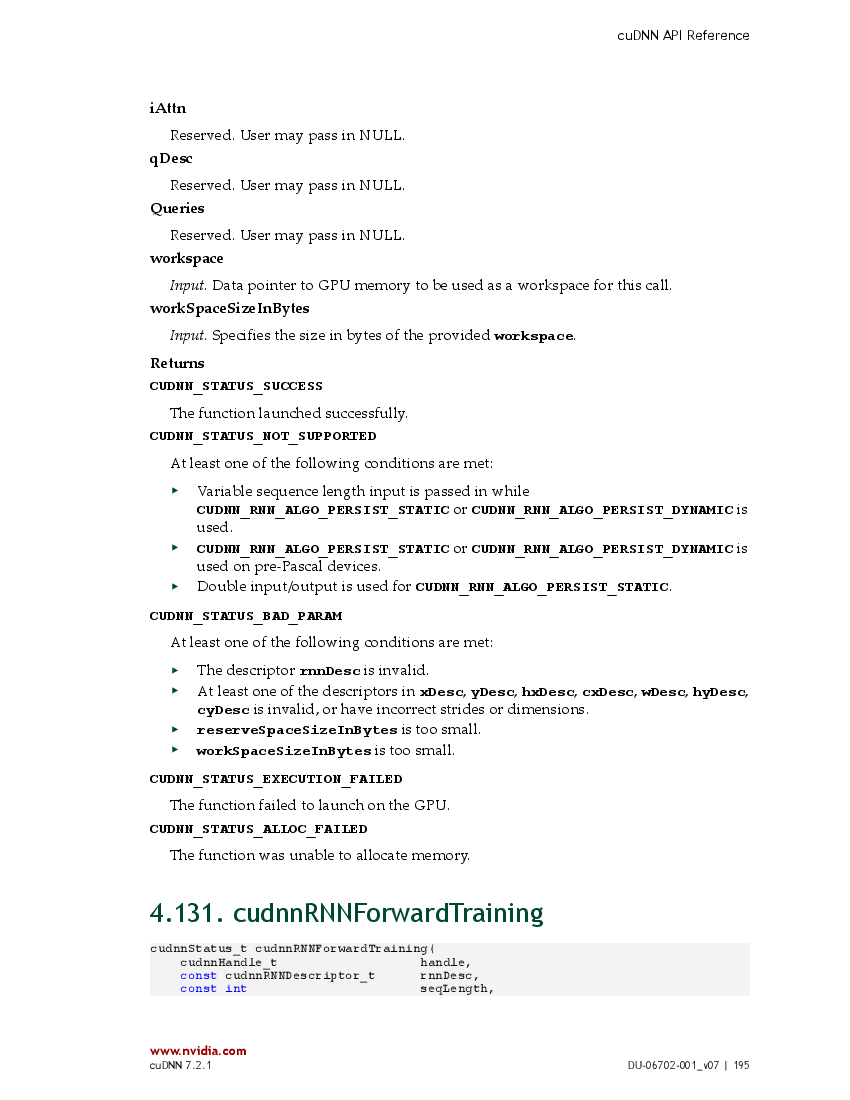 cuDNN API Reference
iAttn
Reserved. User may pass in NULL.
qDesc
Reserved. User may pass in NULL.
Queries
Reserved. User may pass in NULL.
workspace
Input. Data pointer to GPU memory to be used as a workspace for this call.
workSpaceSizeInBytes
Input. Specifies the size in bytes of the provided workspace.
Returns
CUDNN_STATUS_SUCCESS
The function launched successfully.
CUDNN_STATUS_NOT_SUPPORTED
At least one of the following conditions are met:
‣ Variable sequence length input is passed in while
CUDNN_RNN_ALGO_PERSIST_STATIC or CUDNN_RNN_ALGO_PERSIST_DYNAMIC is
used.
‣ CUDNN_RNN_ALGO_PERSIST_STATIC or CUDNN_RNN_ALGO_PERSIST_DYNAMIC is
used on pre-Pascal devices.
‣ Double input/output is used for CUDNN_RNN_ALGO_PERSIST_STATIC.
CUDNN_STATUS_BAD_PARAM
At least one of the following conditions are met:
‣ The descriptor rnnDesc is invalid.
‣ At least one of the descriptors in xDesc, yDesc, hxDesc, cxDesc, wDesc, hyDesc,
cyDesc is invalid, or have incorrect strides or dimensions.
‣ reserveSpaceSizeInBytes is too small.
‣ workSpaceSizeInBytes is too small.
CUDNN_STATUS_EXECUTION_FAILED
The function failed to launch on the GPU.
CUDNN_STATUS_ALLOC_FAILED
The function was unable to allocate memory.
4.131. cudnnRNNForwardTraining
cudnnStatus_t cudnnRNNForwardTraining(
cudnnHandle_t handle,
const cudnnRNNDescriptor_t rnnDesc,
const int seqLength,
www.nvidia.com
cuDNN 7.2.1 DU-06702-001_v07 | 195